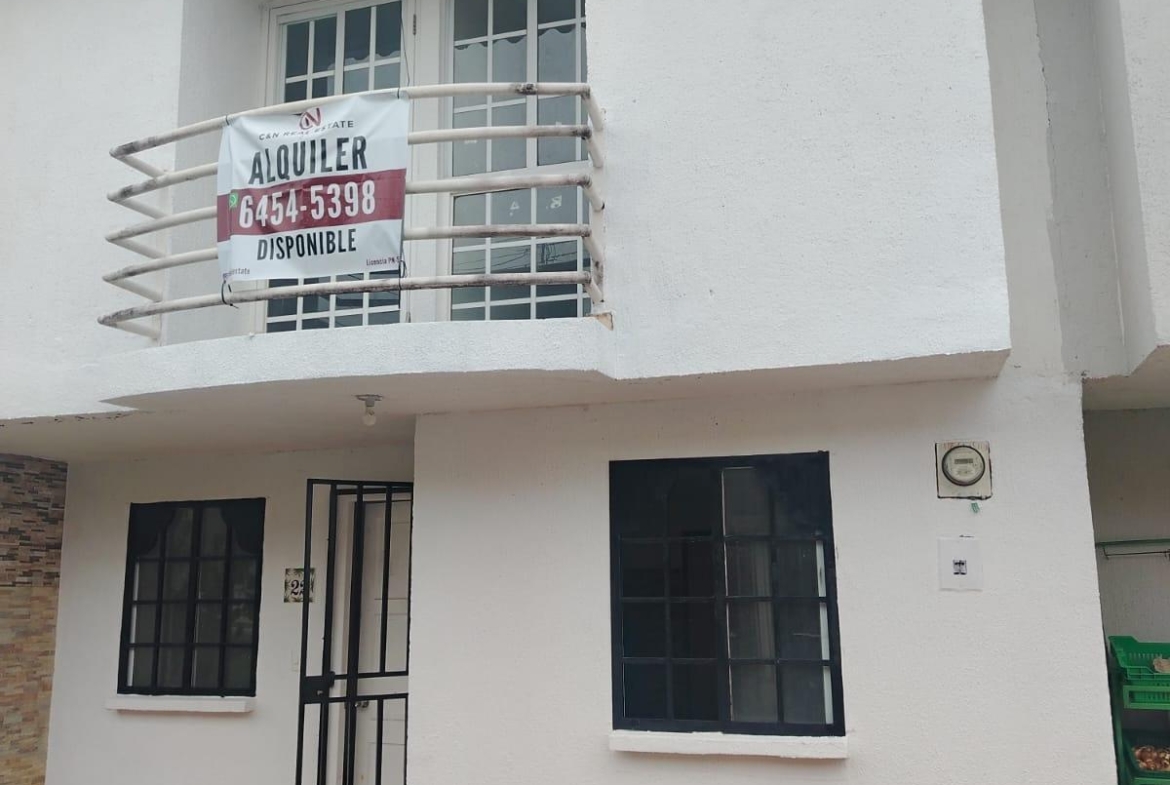 C&N REAL ESTATE
ALQUILER
6454-5398
DISPONIBLE